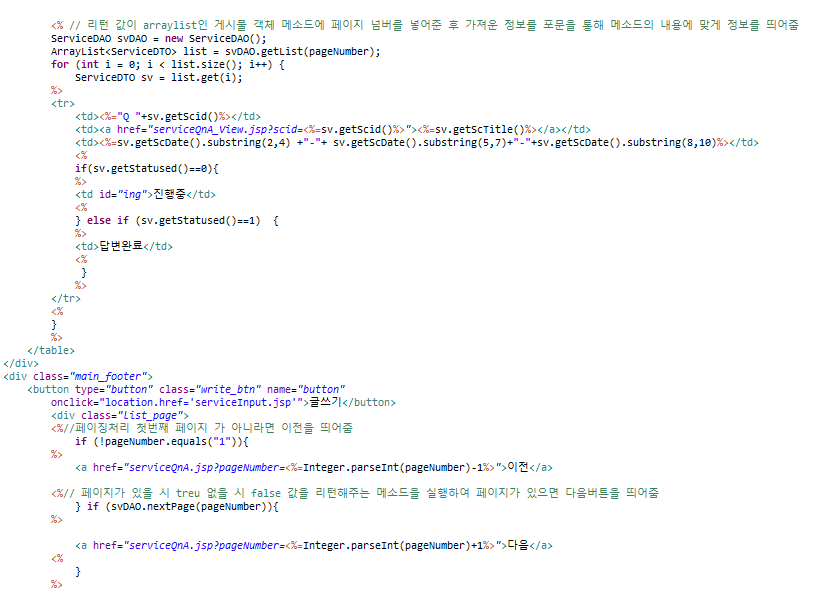 <% // 리턴 값이 arraylist인 게시물 객체 메소드에 페이지 넘버를 넣어준 후 가져운 정보를 포문을 통해 메소드의 내용에 맞게 정보를 띄어줌
ServiceDAO svDAO = new ServiceDAO();
ArrayList<ServiceDTO> list = svDAO.getList(pageNumber);
for (int i = 0; i < list.size(); i++) {
ServiceDTO sv = list.get(i);
%>
<tr>
<td><%="Q "+sv.getScid()%></td>
<td><a href="serviceQnA_View.jsp?scid=<%=sv.getScid()%>"><%=sv.getScTitle()%></a></td>
<td><%=sv.getScDate().substring(2,4) +"-"+ sv.getScDate().substring(5,7)+"-"+sv.getScDate().substring(8,10)%></td>
<%
if(sv.getStatused()==0){
%>
<td id="ing">진행중</td>
<%
} else if (sv.getStatused()==1)  {
%>
<td>답변완료</td>
<%
}
%>
</tr>
<%
}
%>
</table>
</div>
<div class="main_footer">
<button type="button" class="write_btn" name="button"
onclick="location.href='serviceInput.jsp'">글쓰기</button>
<div class="List_page">
<%//페이징처리 첫번째 페이지 가 아니라면 이전을 띄어줌
if (!pageNumber.equals("1")){
%>
<a href="serviceQnA.jsp?pageNumber=<%=Integer.parseInt(pageNumber)-1%>">이전</a>
<%// 페이지가 있을 시 treu 없을 시 false 값을 리턴해주는 메소드을 실행하여 페이지가 있으면 다음버튼을 띄어줌
} if (svDAO.nextPage(pageNumber)){
%>
<a href="serviceQnA.jsp?pageNumber=<%=Integer.parseInt(pageNumber)+1%>">다음</a>
<%
}
%>